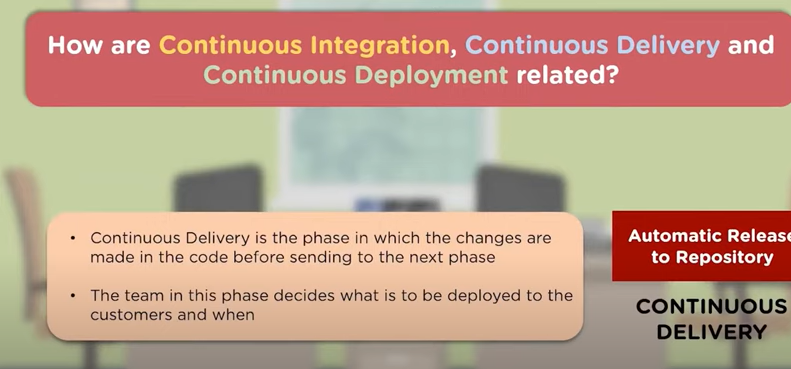 How are Continuous Integration, Continuous Delivery and
Continuous Deployment related?
• Continuous Delivery is the phase in which the changes are
made in the code before sending to the next phase
• The team in this phase decides what is to be deployed to the
customers and when
Automatic Release
to Repository
CONTINUOUS
DELIVERY